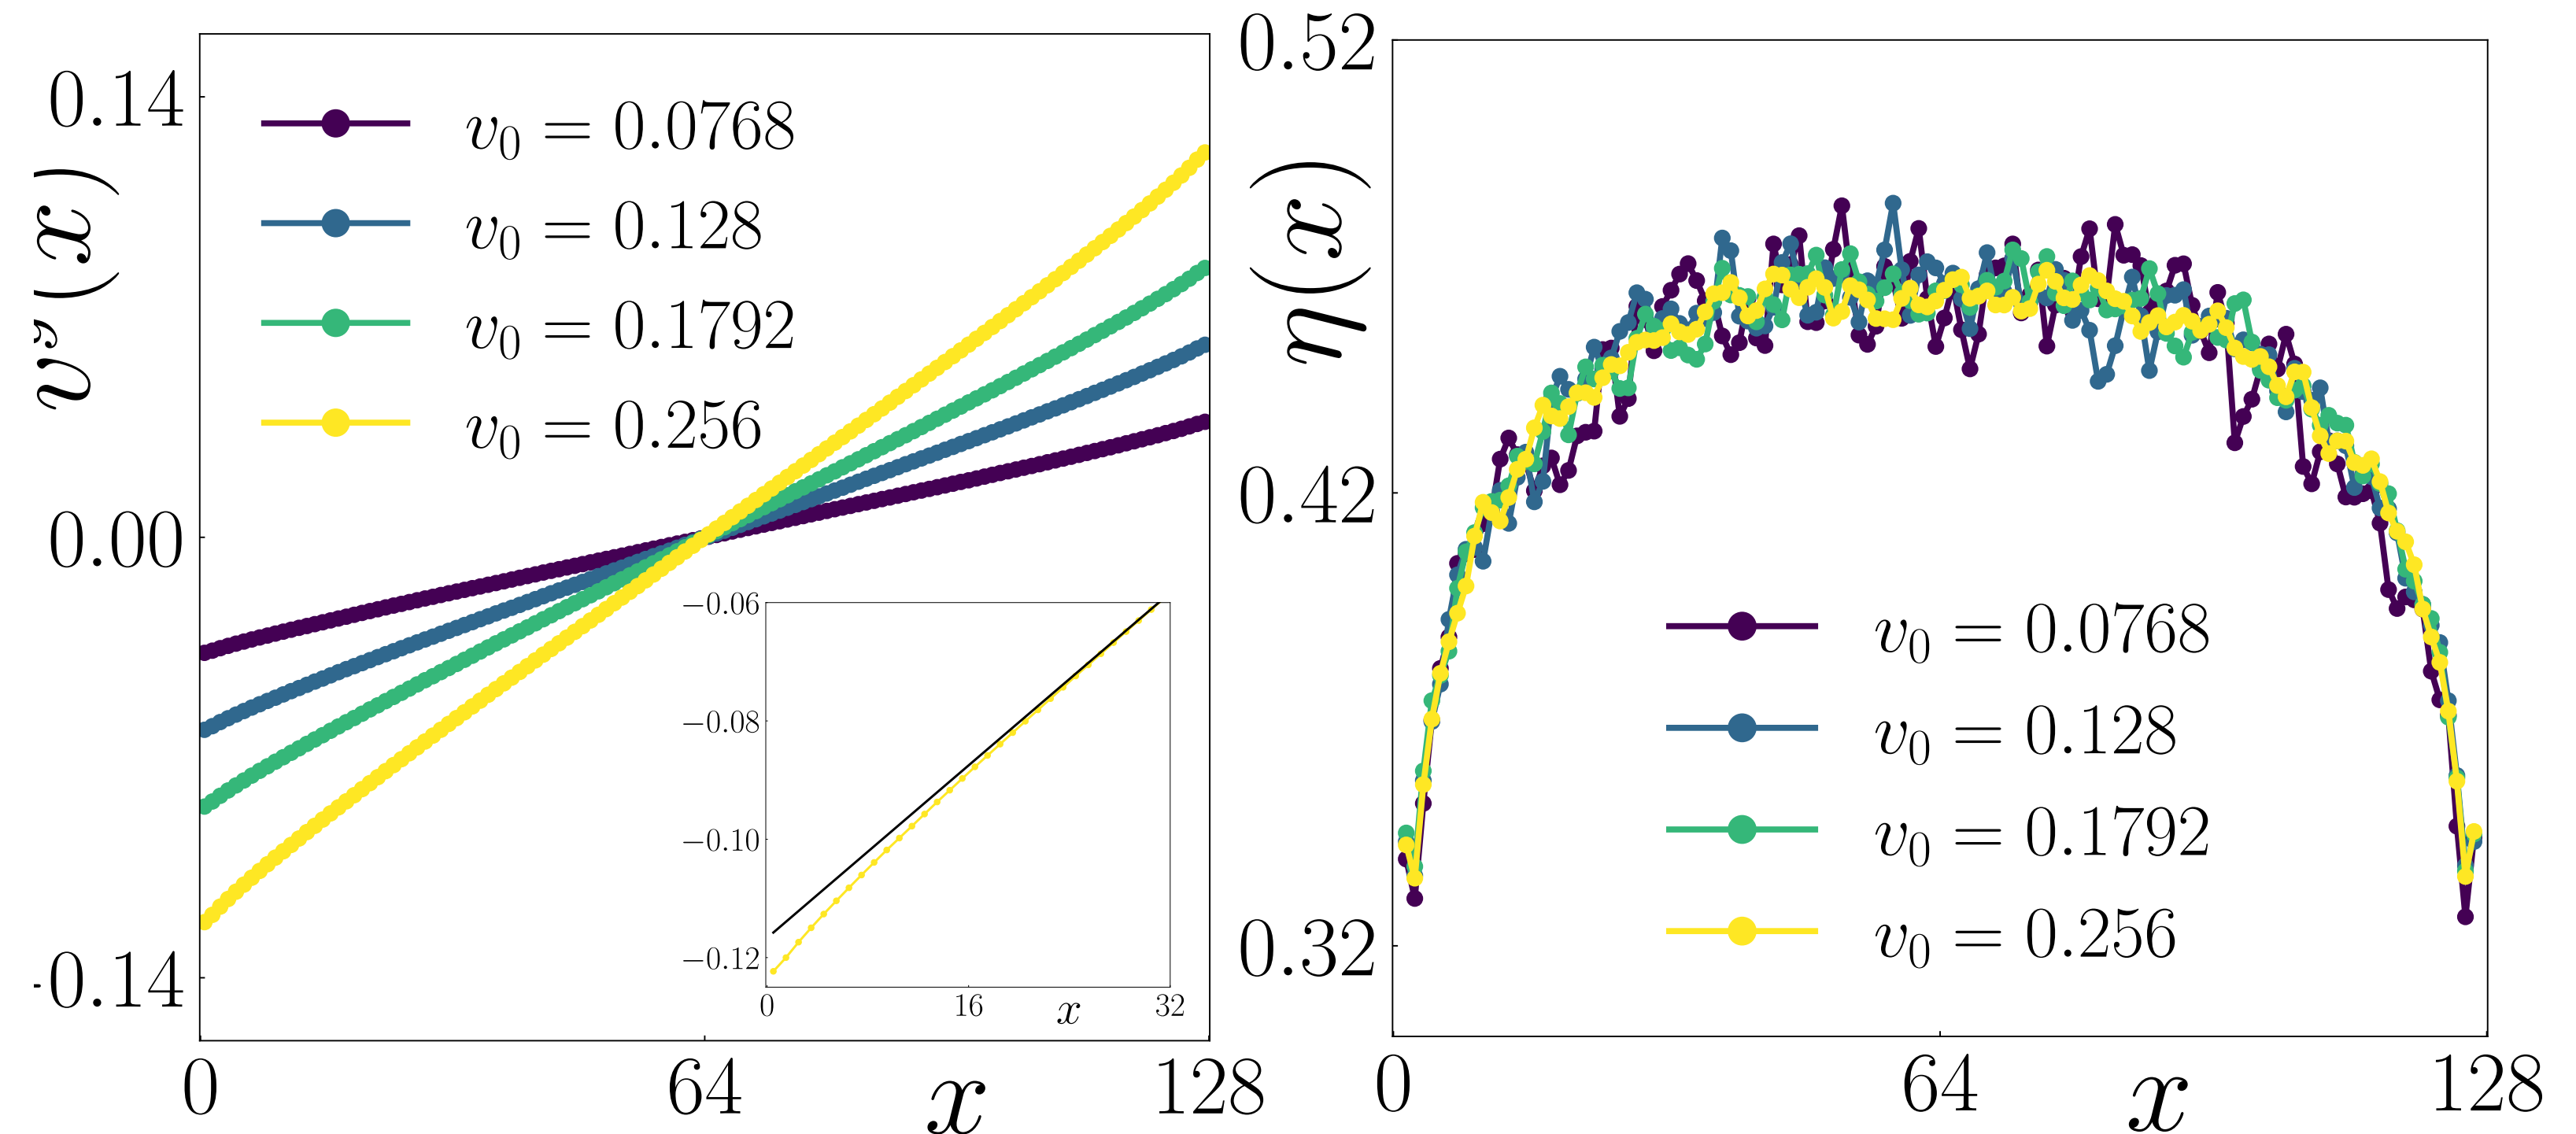 0.14
0.00
-0.14
v^s(x)
v_0 = 0.0768
v_0 = 0.128
v_0 = 0.1792
v_0 = 0.256
−0.06
−0.08
−0.10
−0.12
0 16 x 32
0 64 x 128
0.52
0.42
0.32
η(x)
v_0 = 0.0768
v_0 = 0.128
v_0 = 0.1792
v_0 = 0.256
0 64 x 128